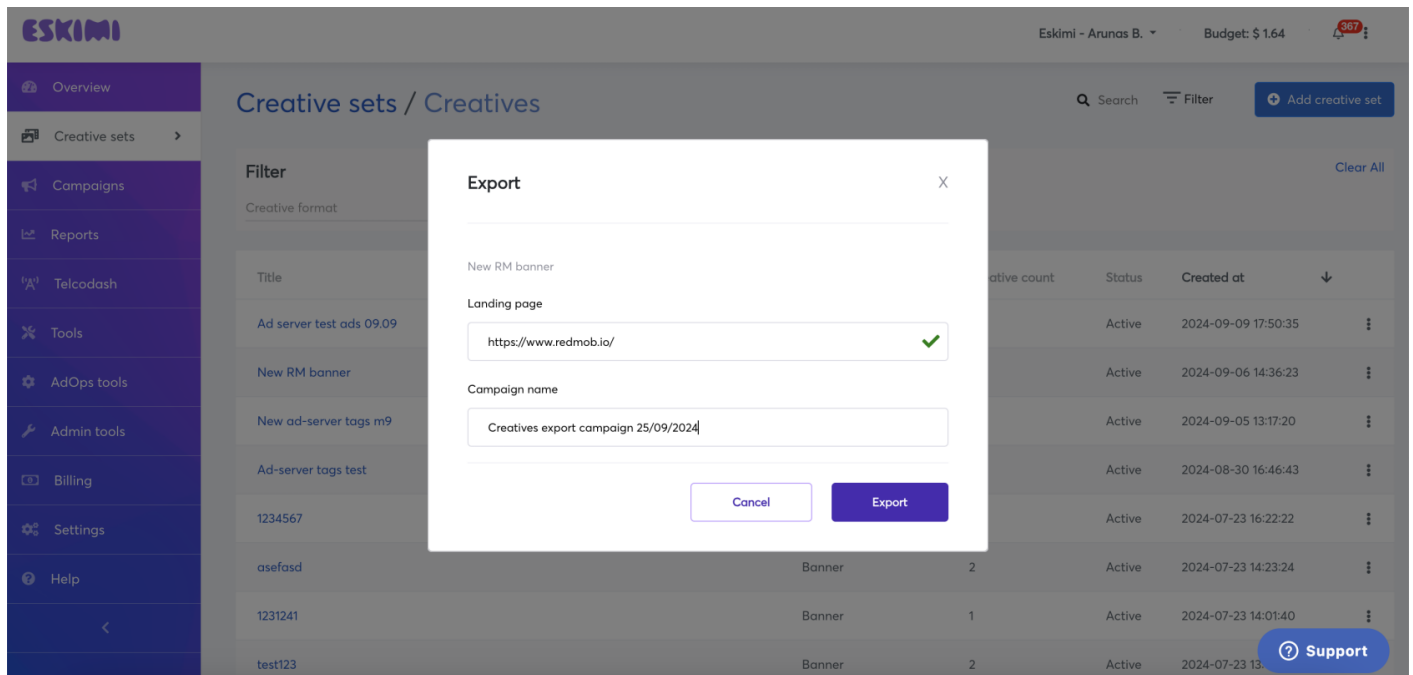 ESKIMI
Eskimi - Arunas B.
Budget: $ 1.64
367
Overview
Creative sets
Campaigns
Reports
Telcodash
Tools
AdOps tools
Admin tools
Billing
Settings
Help
Creative sets / Creatives
Search
Filter
Add creative set
Filter
Clear All
Creative format
Title
ative count
Status
Created at
Ad server test ads 09.09
Active
2024-09-09 17:50:35
New RM banner
Active
2024-09-06 14:36:23
New ad-server tags m9
Active
2024-09-05 13:17:20
Ad-server tags test
Active
2024-08-30 16:46:43
1234567
Active
2024-07-23 16:22:22
asefasd
Banner
2
Active
2024-07-23 14:23:24
1231241
Banner
1
Active
2024-07-23 14:01:40
test123
Banner
2
Active
2024-07-23 13:
Export
X
New RM banner
Landing page
https://www.redmob.io/
Campaign name
Creatives export campaign 25/09/2024
Cancel
Export
Support